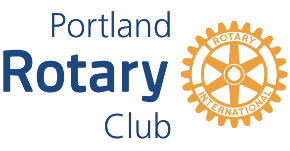 Portland
Rotary
Club
ROTARY
INTERNATIONAL